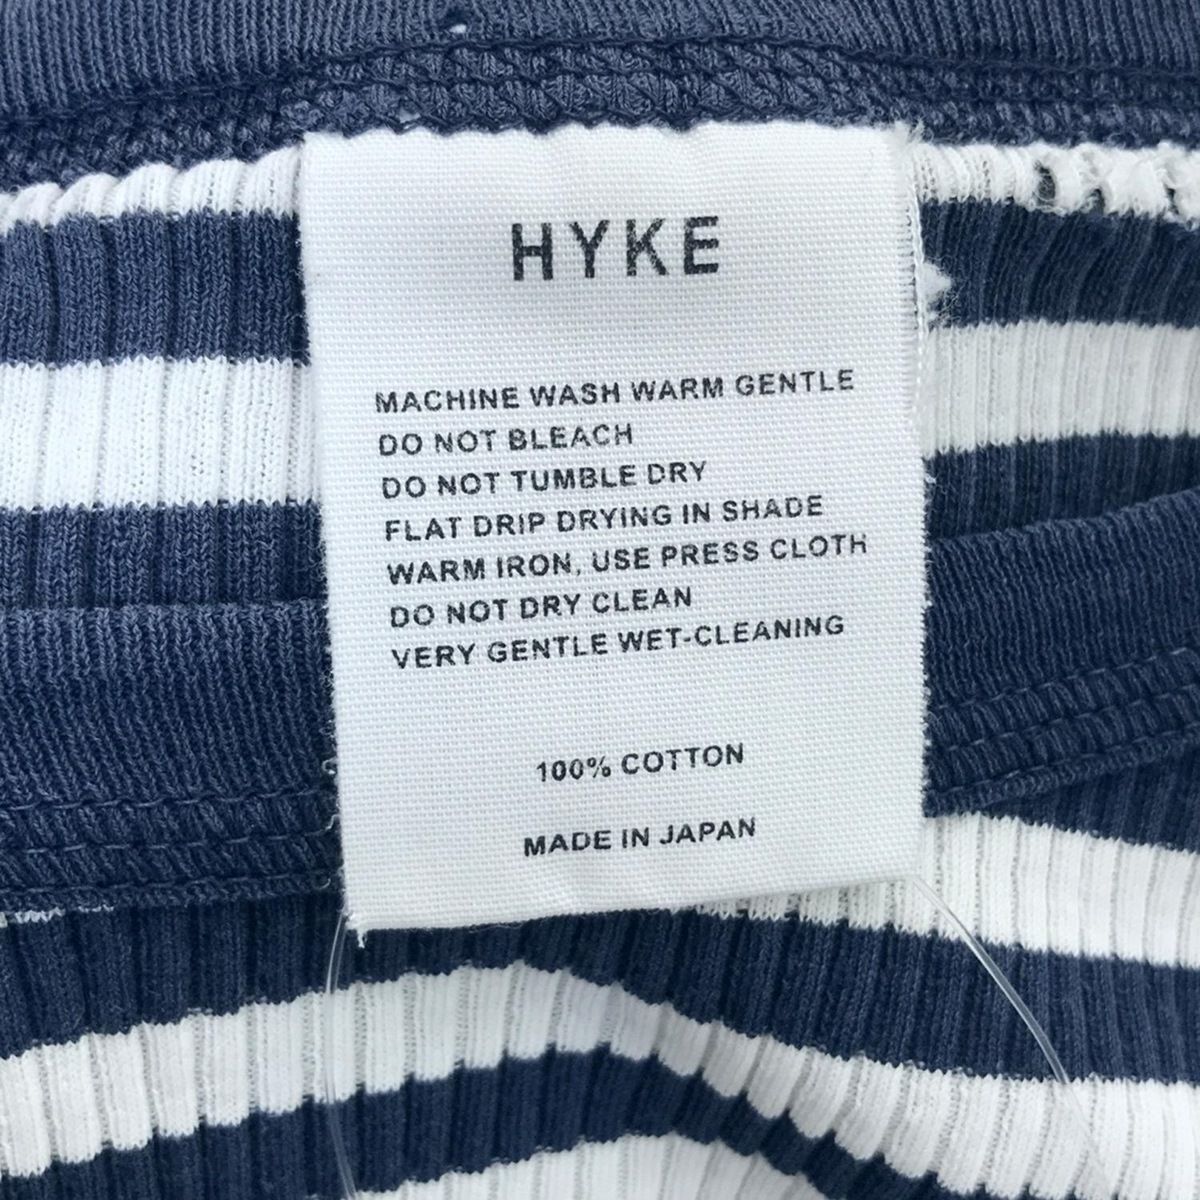 HYKE
MACHINE WASH WARM GENTLE
DO NOT BLEACH
DO NOT TUMBLE DRY
FLAT DRIP DRYING IN SHADE
WARM IRON, USE PRESS CLOTH
DO NOT DRY CLEAN
VERY GENTLE WET-CLEANING
100% COTTON
MADE IN JAPAN